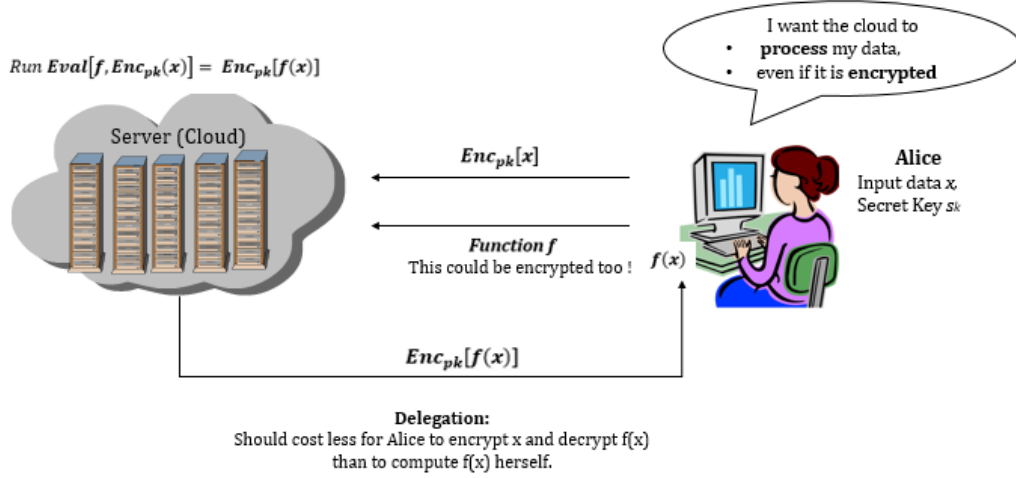 I want the cloud to
• process my data,
• even if it is encrypted
Run Eval[f, Enc_pk(x)] = Enc_pk[f(x)]
Server (Cloud)
Enc_pk[x]
Alice
Input data x,
Secret Key sₖ
Function f
This could be encrypted too !
f(x)
Enc_pk[f(x)]
Delegation:
Should cost less for Alice to encrypt x and decrypt f(x)
than to compute f(x) herself.